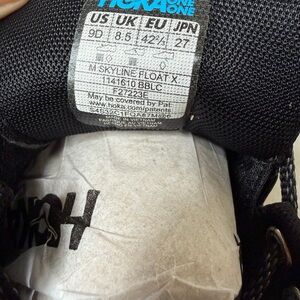 HOKA ONE ONE
US UK EU JPN
9D 8.5 42⅔ 27
M SKYLINE FLOAT X
1141610 BBLC
F27223E
May be covered by Pat.
www.hoka.com/patents
HOKA